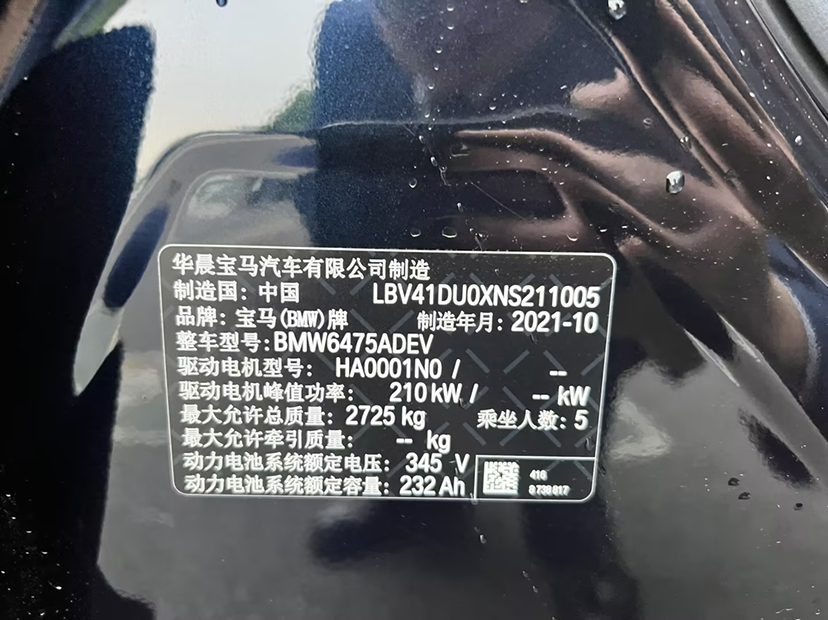 华晨宝马汽车有限公司制造
制造国：中国 LBV41DU0XNS211005
品牌：宝马(BMW)牌 制造年月：2021-10
整车型号：BMW6475ADEV
驱动电机型号： HA0001N0 / --
驱动电机峰值功率： 210 kW / -- kW
最大允许总质量：2725 kg 乘坐人数：5
最大允许牵引质量： -- kg
动力电池系统额定电压：345 V
动力电池系统额定容量：232 Ah
416